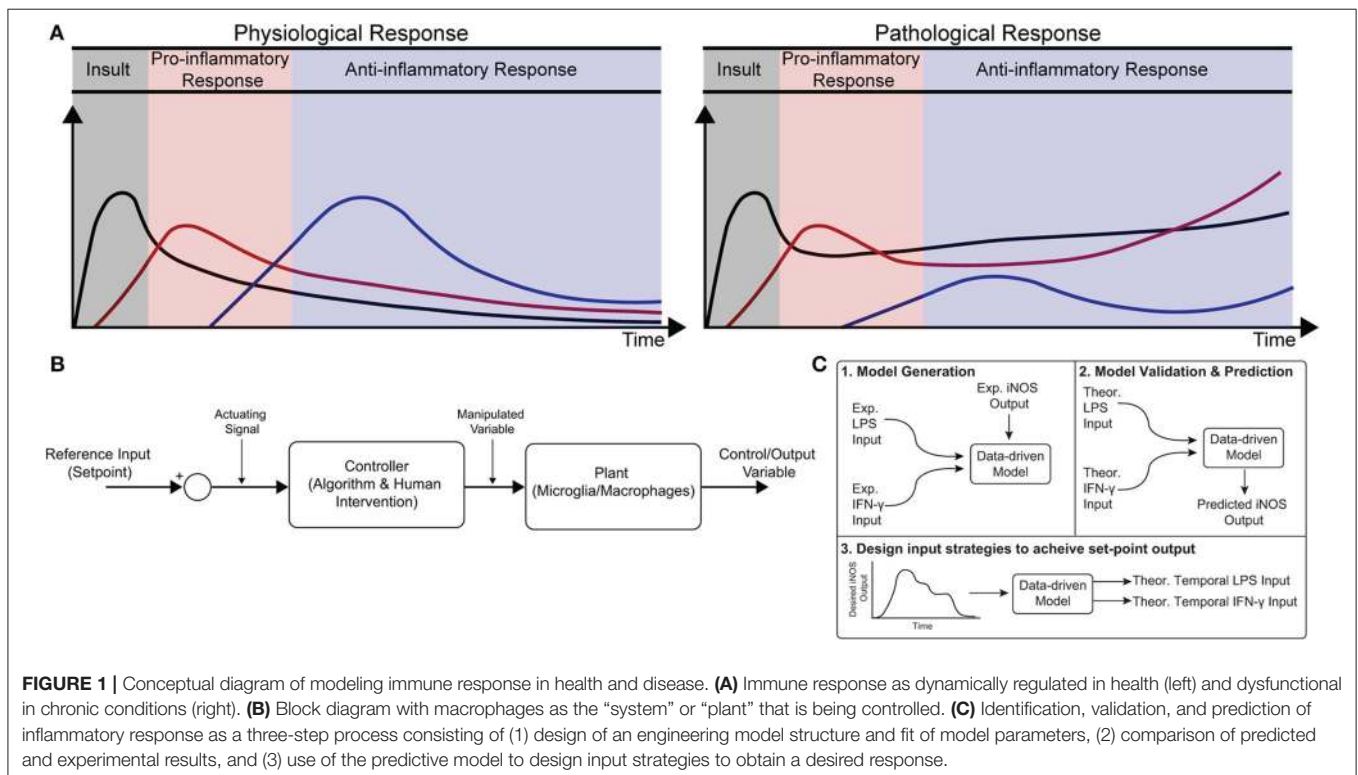 A
Physiological Response
Insult
Pro-inflammatory
Response
Anti-inflammatory Response
Time
Pathological Response
Insult
Pro-inflammatory
Response
Anti-inflammatory Response
Time
B
Reference Input
(Setpoint)
+
Actuating
Signal
Controller
(Algorithm & Human
Intervention)
Manipulated
Variable
Plant
(Microglia/Macrophages)
Control/Output
Variable
C
1. Model Generation
Exp.
LPS
Input
Exp. iNOS
Output
Data-driven
Model
Exp.
IFN-γ
Input
2. Model Validation & Prediction
Theor.
LPS
Input
Data-driven
Model
Theor.
IFN-γ
Input
Predicted iNOS
Output
3. Design input strategies to acheive set-point output
Desired iNOS
Output
Time
Data-driven
Model
Theor. Temporal LPS Input
Theor. Temporal IFN-γ Input
FIGURE 1 | Conceptual diagram of modeling immune response in health and disease. (A) Immune response as dynamically regulated in health (left) and dysfunctional
in chronic conditions (right). (B) Block diagram with macrophages as the “system” or “plant” that is being controlled. (C) Identification, validation, and prediction of
inflammatory response as a three-step process consisting of (1) design of an engineering model structure and fit of model parameters, (2) comparison of predicted
and experimental results, and (3) use of the predictive model to design input strategies to obtain a desired response.